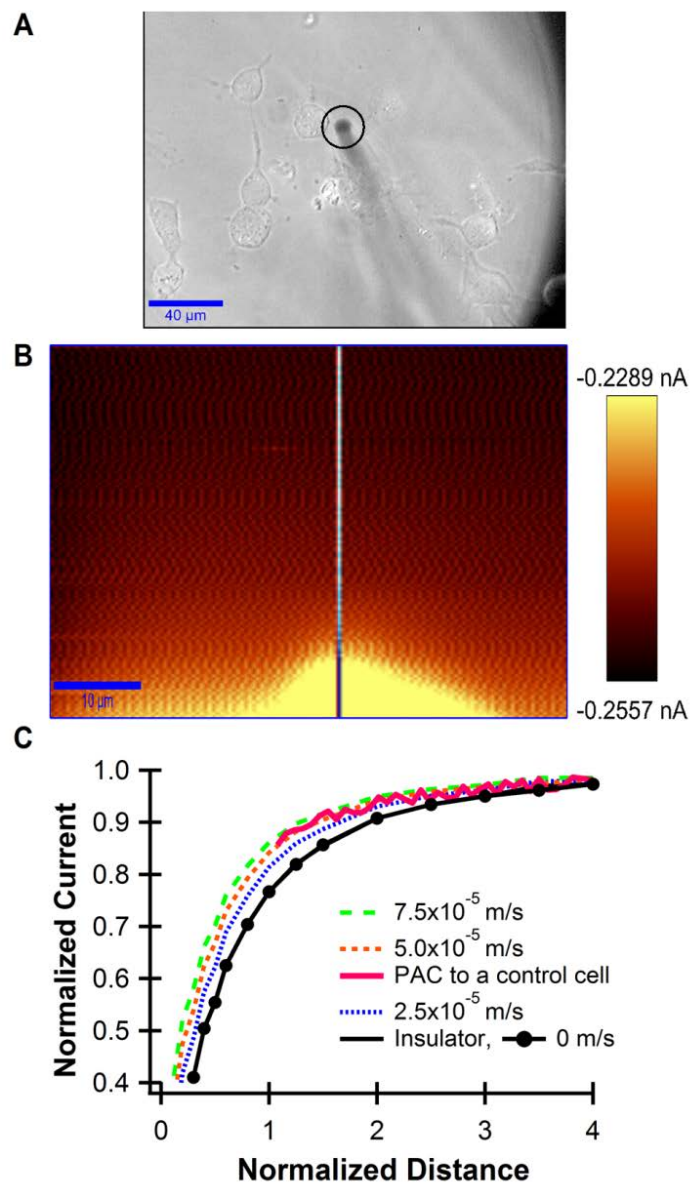 A
40 µm
B
-0.2289 nA
10 µm
-0.2557 nA
C
1.0
0.9
0.8
0.7
0.6
0.5
0.4
Normalized Current
7.5x10⁻⁵ m/s
5.0x10⁻⁵ m/s
PAC to a control cell
2.5x10⁻⁵ m/s
Insulator, 0 m/s
0 1 2 3 4
Normalized Distance